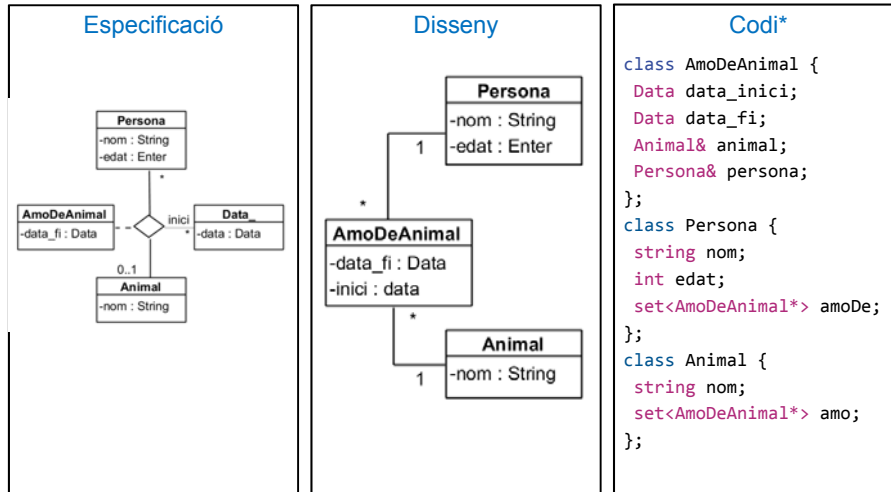 Especificació
Persona
-nom : String
-edat : Enter
*
AmoDeAnimal
-data_fi : Data
inici
*
Data_
-data : Data
0..1
Animal
-nom : String
Disseny
Persona
-nom : String
-edat : Enter
1
*
AmoDeAnimal
-data_fi : Data
-inici : data
*
1
Animal
-nom : String
Codi*
class AmoDeAnimal {
Data data_inici;
Data data_fi;
Animal& animal;
Persona& persona;
};
class Persona {
string nom;
int edat;
set<AmoDeAnimal*> amoDe;
};
class Animal {
string nom;
set<AmoDeAnimal*> amo;
};